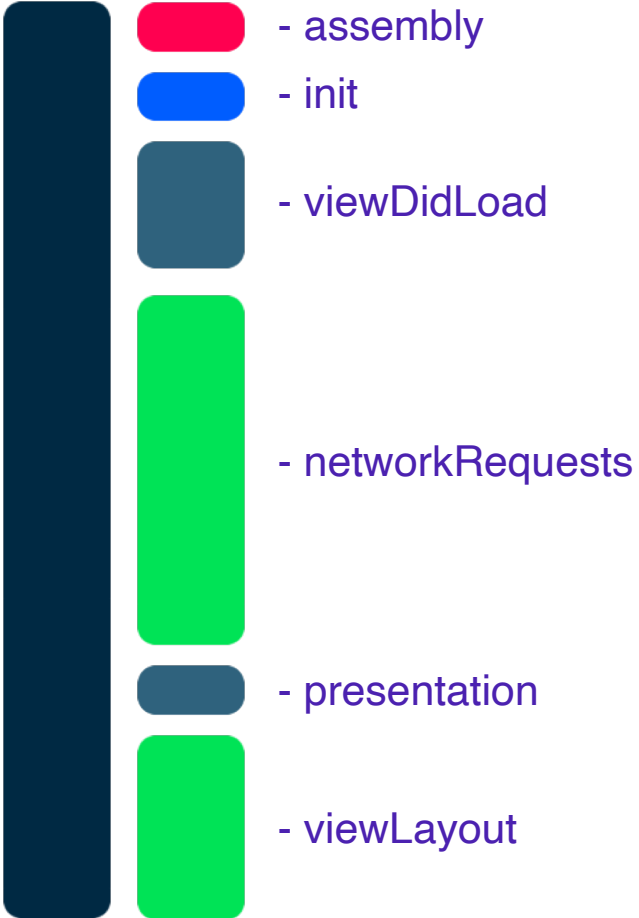 - assembly
- init
- viewDidLoad
- networkRequests
- presentation
- viewLayout